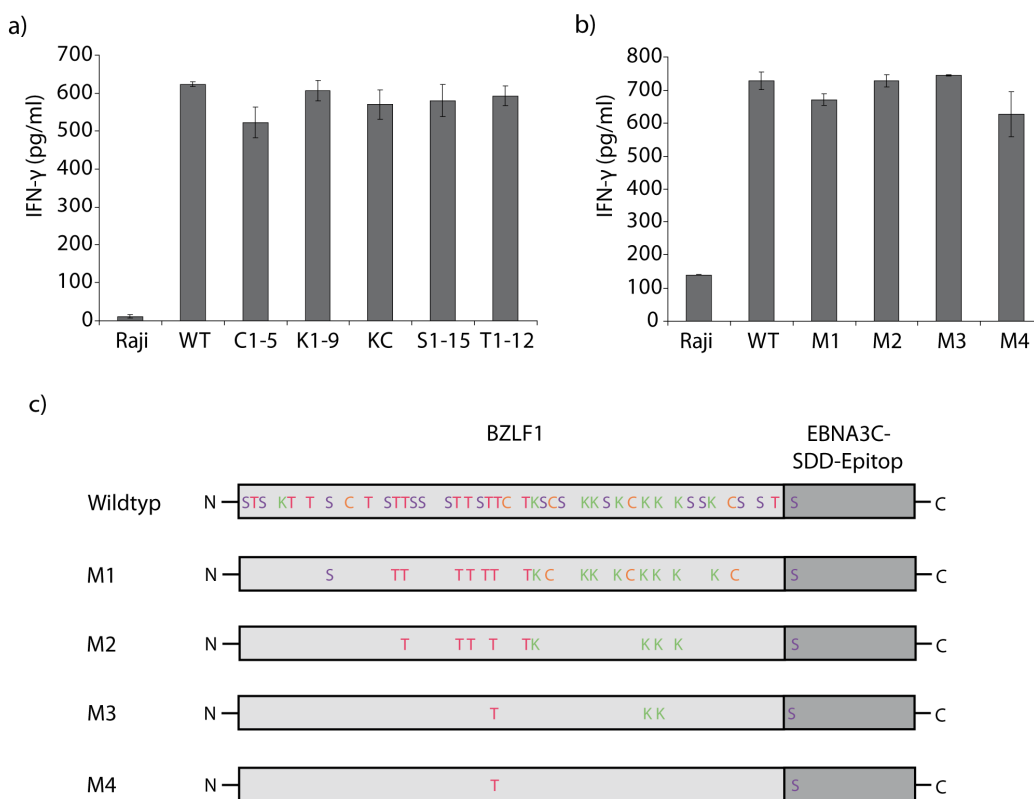 a)
IFN-γ (pg/ml)
700
600
500
400
300
200
100
0
Raji WT C1-5 K1-9 KC S1-15 T1-12
b)
IFN-γ (pg/ml)
800
700
600
500
400
300
200
100
0
Raji WT M1 M2 M3 M4
c)
BZLF1
EBNA3C-
SDD-Epitop
Wildtyp N STS KT T S C T STTSS STTSTTC TKSCS KKSKCKK KSSK CS S T S C
M1 N S TT TT TT TKC KK KCKK K K C S C
M2 N T TT T TK KK K S C
M3 N T KK S C
M4 N T S C